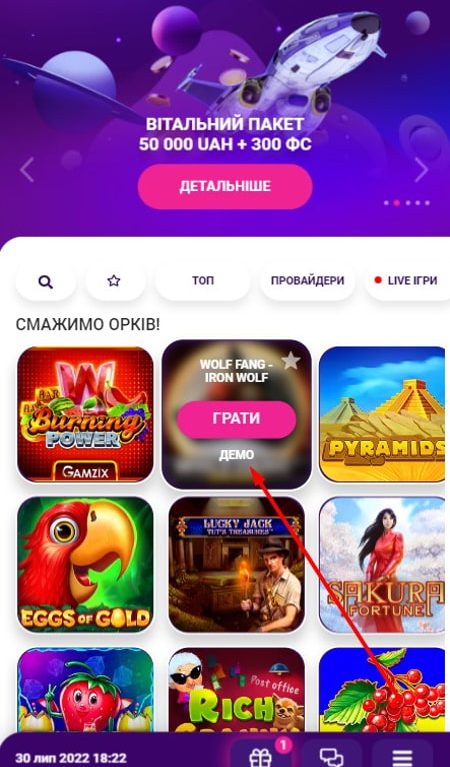 ВІТАЛЬНИЙ ПАКЕТ
50 000 UAH + 300 ФС
ДЕТАЛЬНІШЕ
ТОП
ПРОВАЙДЕРИ
LIVE ІГРИ
СМАЖИМО ОРКІВ!
Burning
POWER
GAMZIX
WOLF FANG -
IRON WOLF
ГРАТИ
ДЕМО
PYRAMIDS
EGGS OF GOLD
LUCKY JACK
TUT'S TREASURES
SAKURA
FORTUNE
Post office
RICH
30 лип 2022 18:22
1